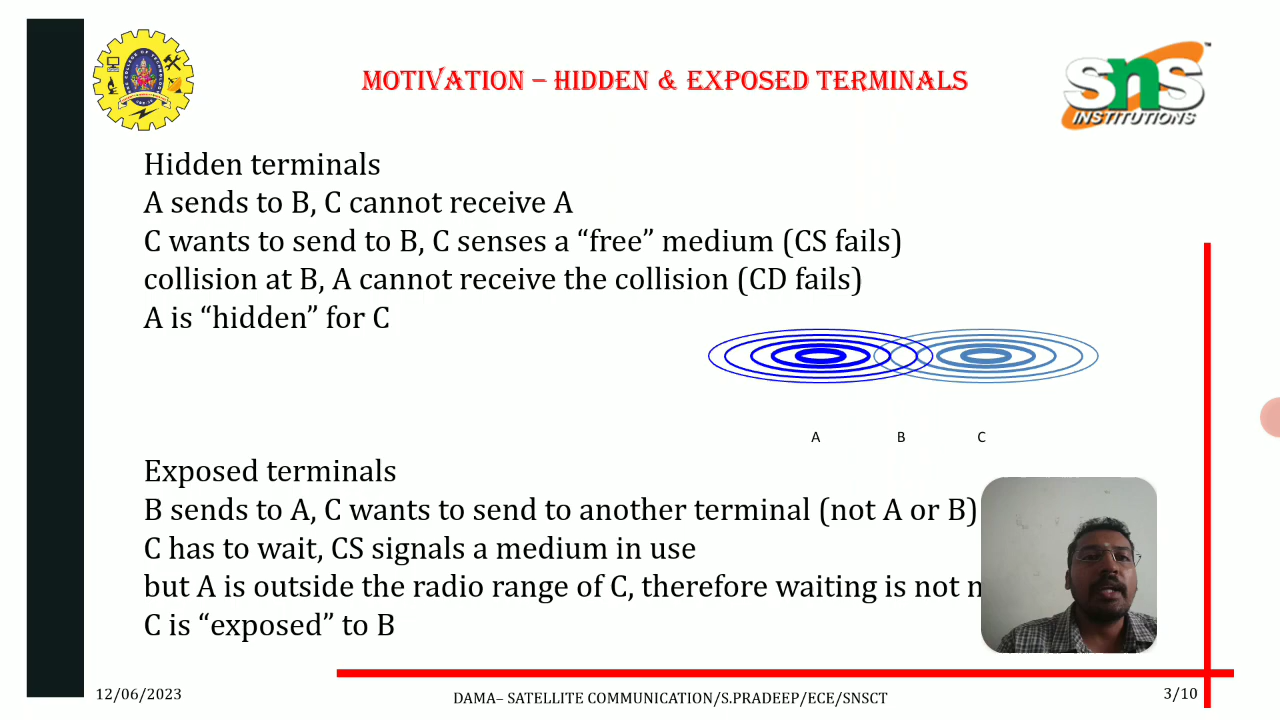 MOTIVATION – HIDDEN & EXPOSED TERMINALS
SNS
INSTITUTIONS
Hidden terminals
A sends to B, C cannot receive A
C wants to send to B, C senses a “free” medium (CS fails)
collision at B, A cannot receive the collision (CD fails)
A is “hidden” for C
A B C
Exposed terminals
B sends to A, C wants to send to another terminal (not A or B)
C has to wait, CS signals a medium in use
but A is outside the radio range of C, therefore waiting is not
C is “exposed” to B
12/06/2023
DAMA– SATELLITE COMMUNICATION/S.PRADEEP/ECE/SNSCT
3/10